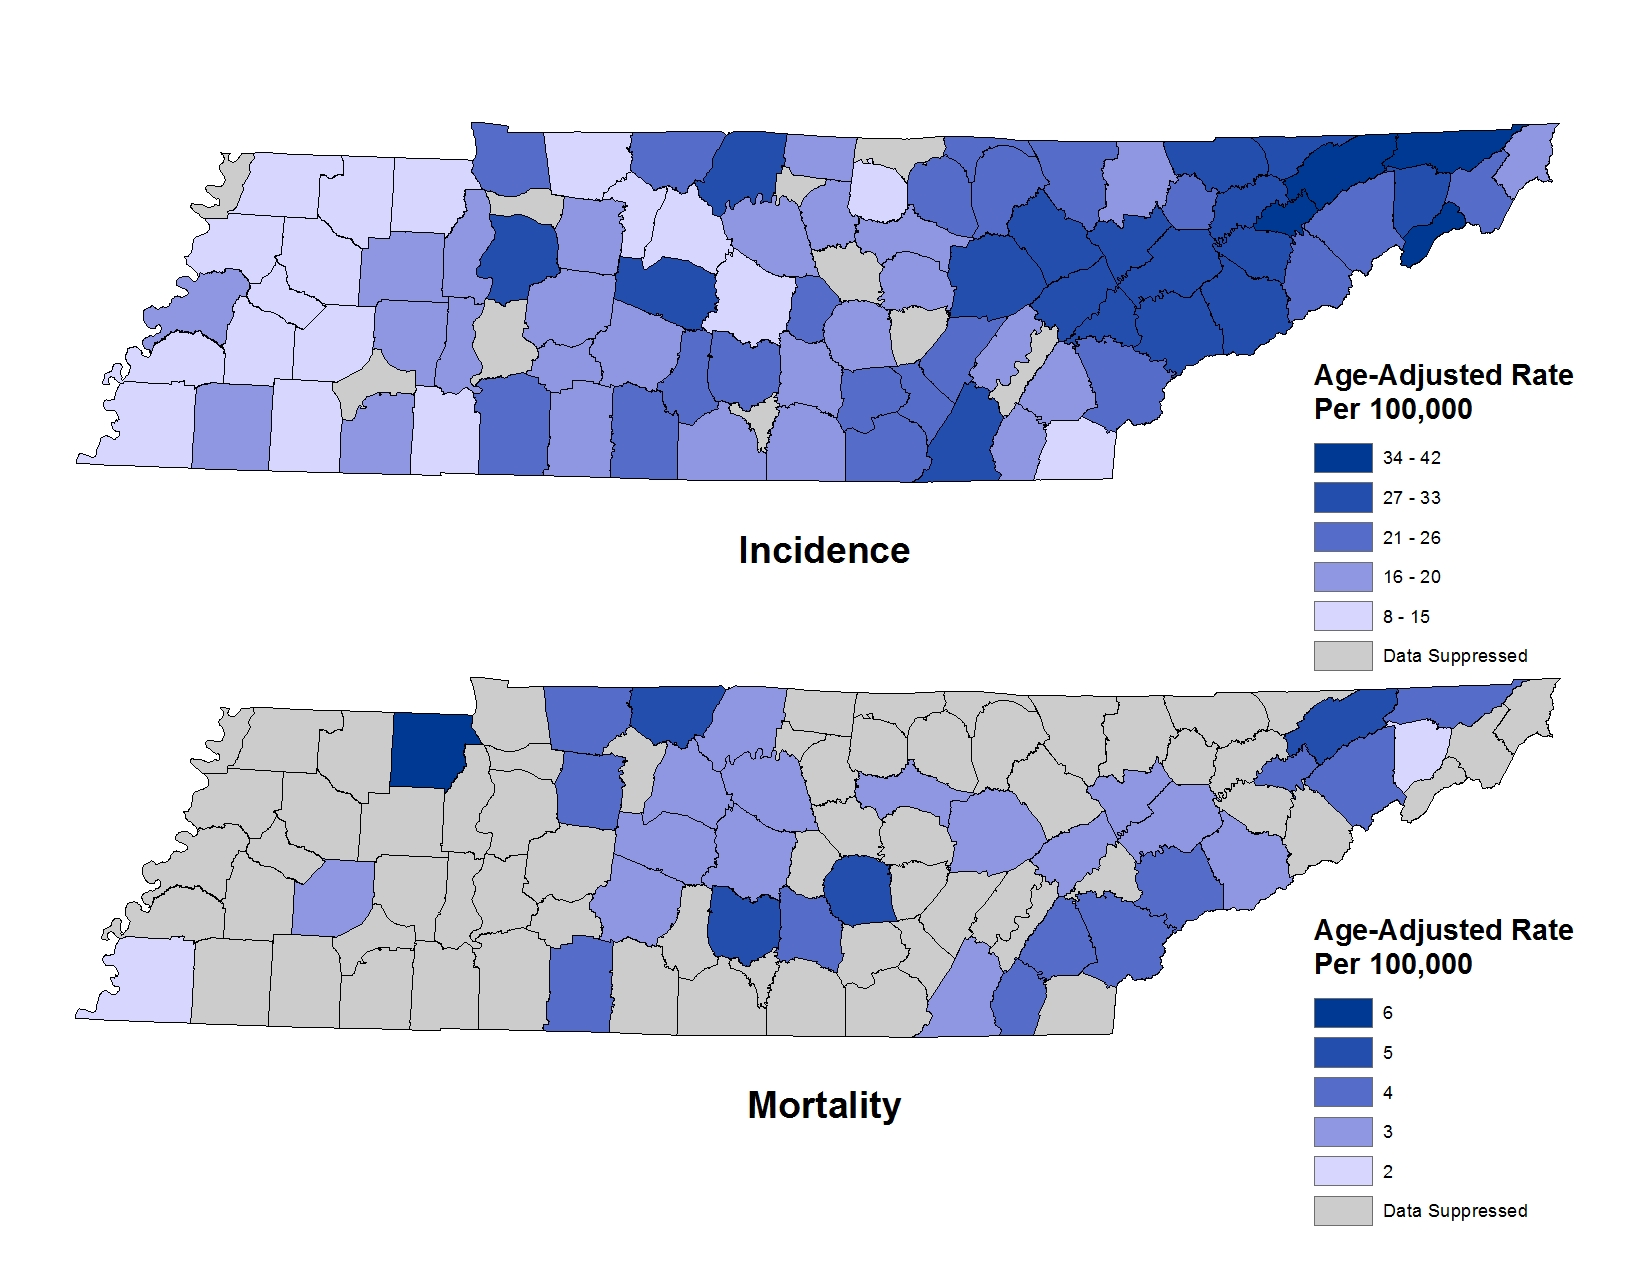 Age-Adjusted Rate
Per 100,000
34 - 42
27 - 33
21 - 26
16 - 20
8 - 15
Data Suppressed
Incidence
Age-Adjusted Rate
Per 100,000
6
5
4
3
2
Data Suppressed
Mortality